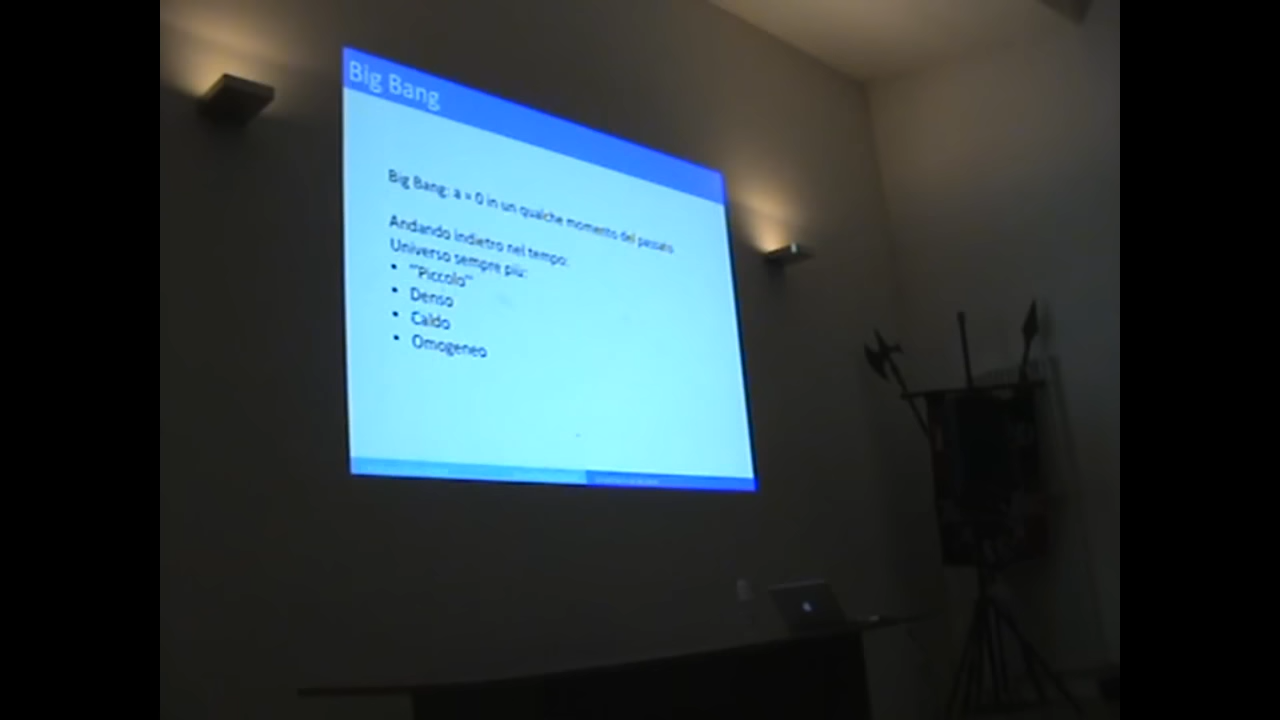 Big Bang
Big Bang: a = 0 in un qualche momento del passato
Andando indietro nel tempo:
Universo sempre più:
• "Piccolo"
• Denso
• Caldo
• Omogeneo